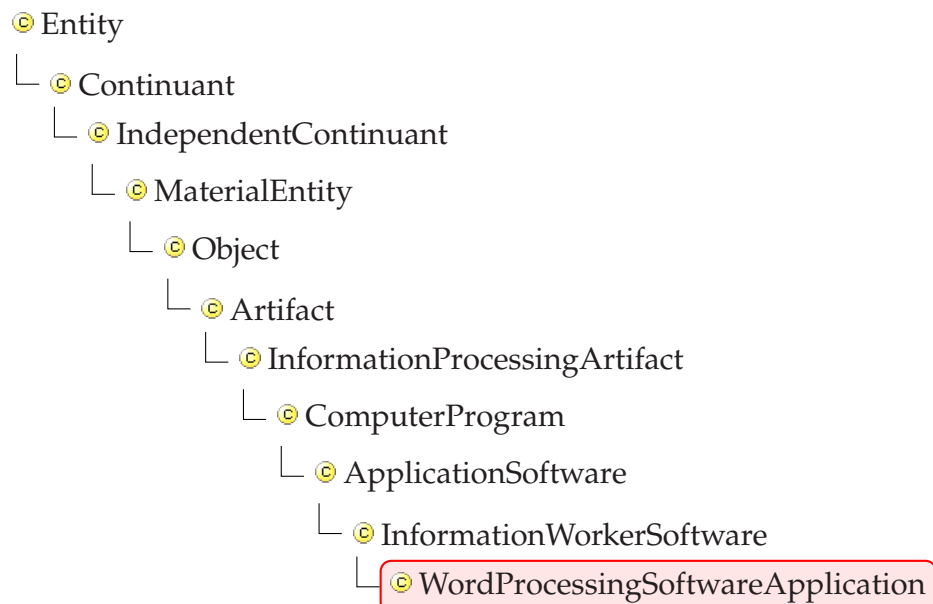 Entity
Continuant
IndependentContinuant
MaterialEntity
Object
Artifact
InformationProcessingArtifact
ComputerProgram
ApplicationSoftware
InformationWorkerSoftware
WordProcessingSoftwareApplication